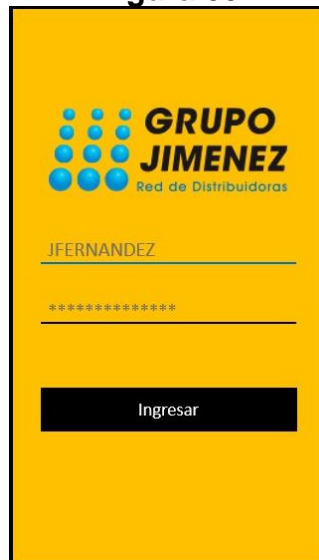 GRUPO
JIMENEZ
Red de Distribuidoras
JFERNANDEZ
**************
Ingresar